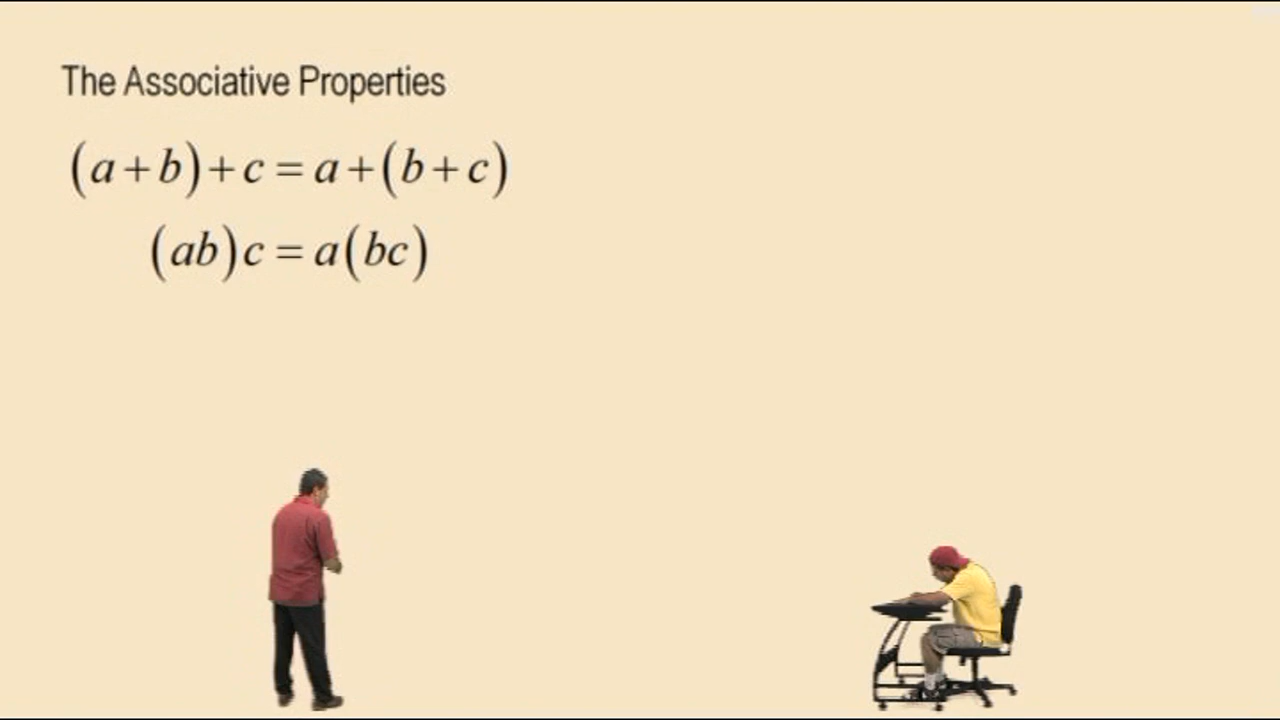 The Associative Properties
(a+b)+c=a+(b+c)
(ab)c=a(bc)